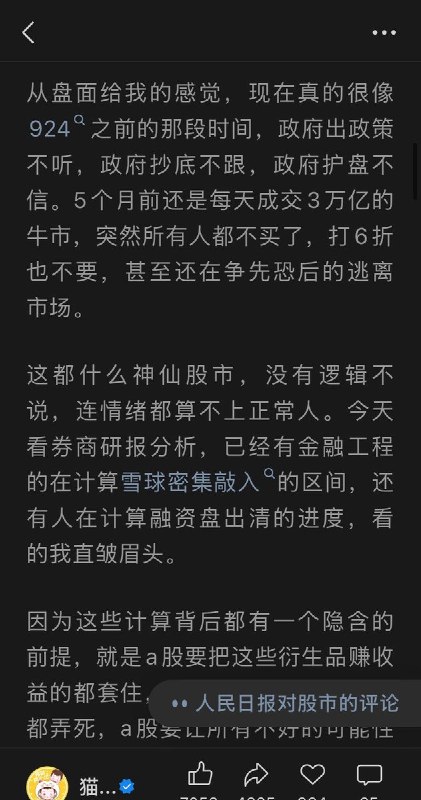 从盘面给我的感觉，现在真的很像
924之前的那段时间，政府出政策
不听，政府抄底不跟，政府护盘不
信。5个月前还是每天成交3万亿的
牛市，突然所有人都不买了，打6折
也不要，甚至还在争先恐后的逃离
市场。
这都什么神仙股市，没有逻辑不
说，连情绪都算不上正常人。今天
看券商研报分析，已经有金融工程
的在计算雪球密集敲入的区间，还
有人在计算融资盘出清的进度，看
的我直皱眉头。
因为这些计算背后都有一个隐含的
前提，就是a股要把这些衍生品赚收
益的都套住，
人民日报对股市的评论
都弄死，a股要让所有不好的可能性
猫...